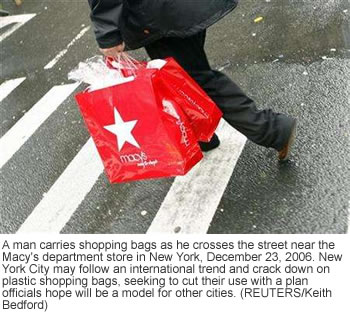 macy's
macy's
A man carries shopping bags as he crosses the street near the
Macy's department store in New York, December 23, 2006. New
York City may follow an international trend and crack down on
plastic shopping bags, seeking to cut their use with a plan
officials hope will be a model for other cities. (REUTERS/Keith
Bedford)